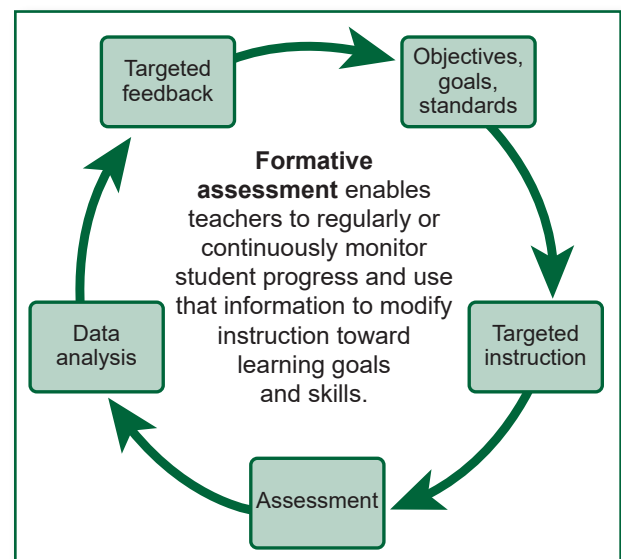 Targeted
feedback
Objectives,
goals,
standards
Targeted
instruction
Assessment
Data
analysis
Formative
assessment enables
teachers to regularly or
continuously monitor
student progress and use
that information to modify
instruction toward
learning goals
and skills.